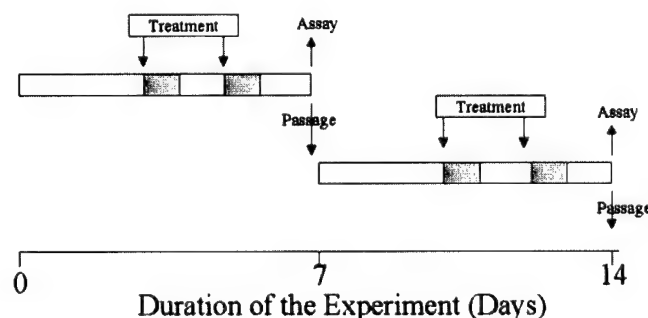 Treatment
Assay
Passage
Treatment
Assay
Passage
0
7
14
Duration of the Experiment (Days)